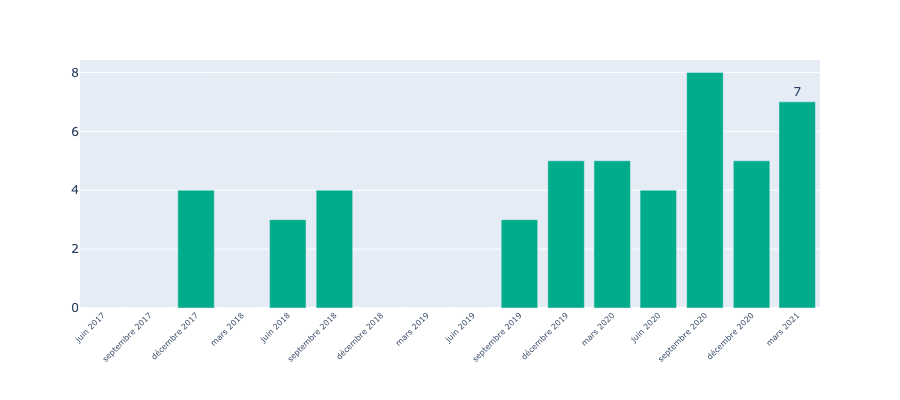 8
7
6
4
2
0
juin 2017
septembre 2017
décembre 2017
mars 2018
juin 2018
septembre 2018
décembre 2018
mars 2019
juin 2019
septembre 2019
décembre 2019
mars 2020
juin 2020
septembre 2020
décembre 2020
mars 2021